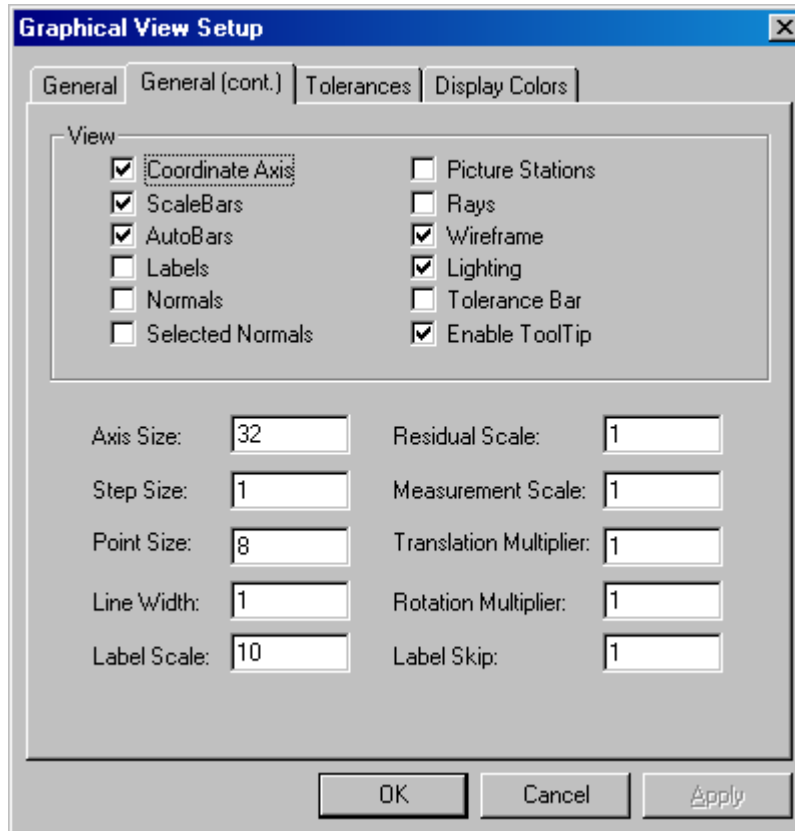 Graphical View Setup
General General (cont.) Tolerances Display Colors
View
Coordinate Axis
ScaleBars
AutoBars
Labels
Normals
Selected Normals
Picture Stations
Rays
Wireframe
Lighting
Tolerance Bar
Enable ToolTip
Axis Size: 32
Step Size: 1
Point Size: 8
Line Width: 1
Label Scale: 10
Residual Scale: 1
Measurement Scale: 1
Translation Multiplier: 1
Rotation Multiplier: 1
Label Skip: 1
OK Cancel Apply